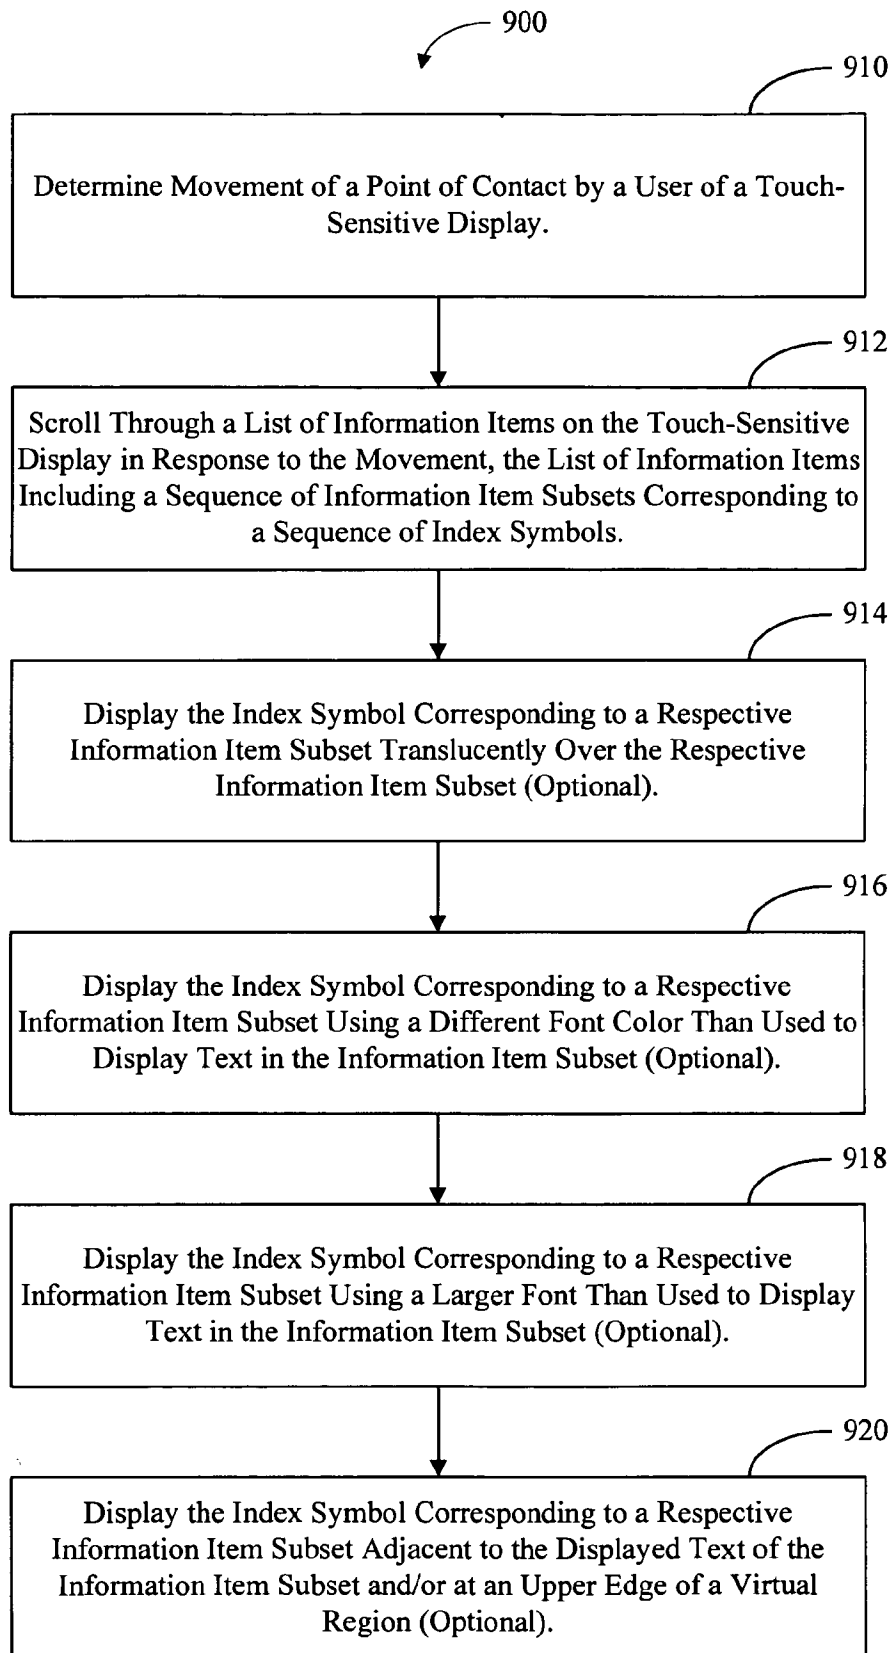 900
910
Determine Movement of a Point of Contact by a User of a Touch-
Sensitive Display.
912
Scroll Through a List of Information Items on the Touch-Sensitive
Display in Response to the Movement, the List of Information Items
Including a Sequence of Information Item Subsets Corresponding to
a Sequence of Index Symbols.
914
Display the Index Symbol Corresponding to a Respective
Information Item Subset Translucently Over the Respective
Information Item Subset (Optional).
916
Display the Index Symbol Corresponding to a Respective
Information Item Subset Using a Different Font Color Than Used to
Display Text in the Information Item Subset (Optional).
918
Display the Index Symbol Corresponding to a Respective
Information Item Subset Using a Larger Font Than Used to Display
Text in the Information Item Subset (Optional).
920
Display the Index Symbol Corresponding to a Respective
Information Item Subset Adjacent to the Displayed Text of the
Information Item Subset and/or at an Upper Edge of a Virtual
Region (Optional).